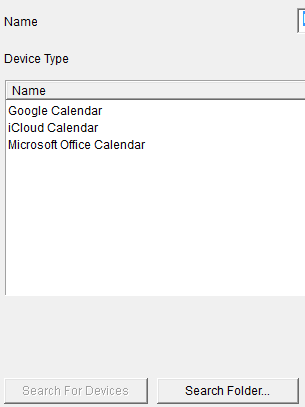 Name
Device Type
Name
Google Calendar
iCloud Calendar
Microsoft Office Calendar
Search For Devices
Search Folder...